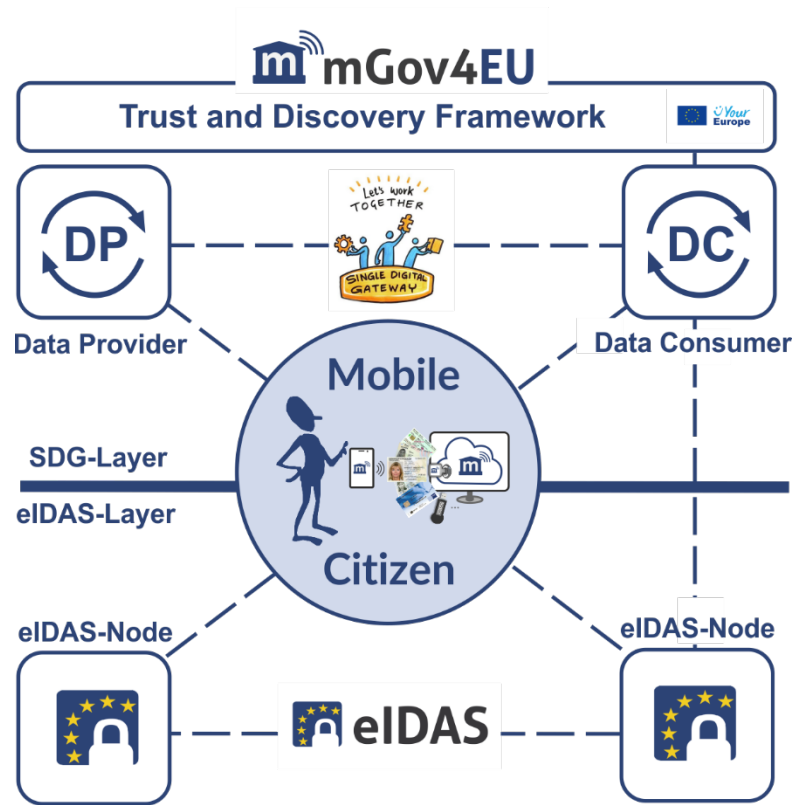 m mGov4EU
Trust and Discovery Framework
Your
Europe
Let's work
TOGETHER
SINGLE DIGITAL
GATEWAY
DP
DC
Data Provider
Data Consumer
Mobile
SDG-Layer
eIDAS-Layer
m
m
...
Citizen
eIDAS-Node
eIDAS-Node
eIDAS